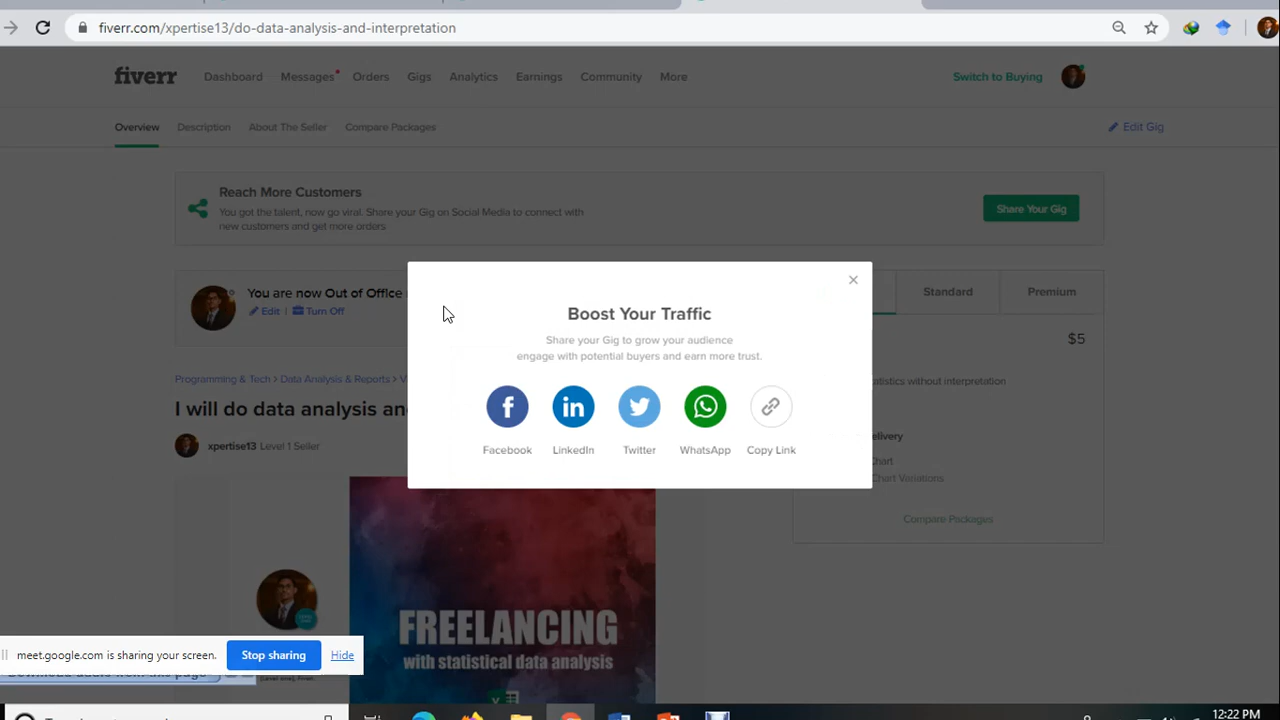 fiverr.com/xpertise13/do-data-analysis-and-interpretation
fiverr Dashboard Messages Orders Gigs Analytics Earnings Community More Switch to Buying
Overview Description About The Seller Compare Packages Edit Gig
Reach More Customers
You got the talent, now go viral. Share your Gig on Social Media to connect with
new customers and get more orders
Share Your Gig
You are now Out of Office
Edit | Turn Off
Standard Premium
Boost Your Traffic
Share your Gig to grow your audience
engage with potential buyers and earn more trust.
Facebook LinkedIn Twitter WhatsApp Copy Link
$5
Programming & Tech > Data Analysis & Reports >
without interpretation
I will do data analysis
xpertise13 Level 1 Seller
Chart
Chart Variations
Compare Packages
FREELANCING
with statistical data analysis
meet.google.com is sharing your screen. Stop sharing Hide
12:22 PM